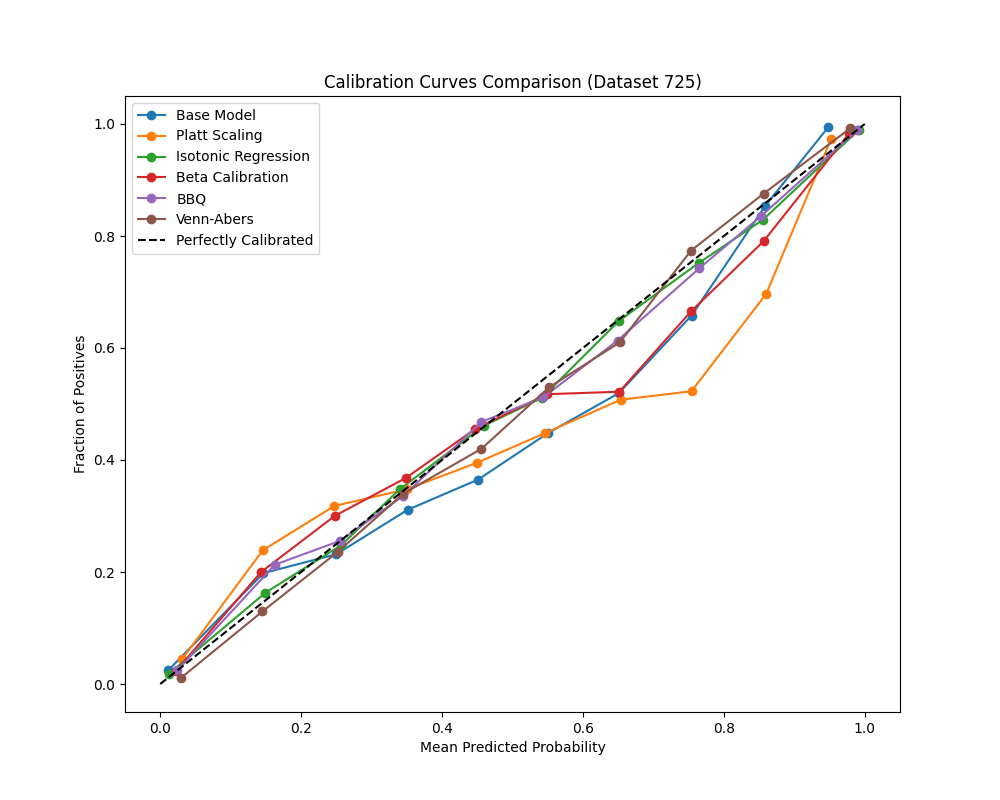 Calibration Curves Comparison (Dataset 725)
Base Model
Platt Scaling
Isotonic Regression
Beta Calibration
BBQ
Venn-Abers
Perfectly Calibrated
Fraction of Positives
1.0
0.8
0.6
0.4
0.2
0.0
0.0 0.2 0.4 0.6 0.8 1.0
Mean Predicted Probability